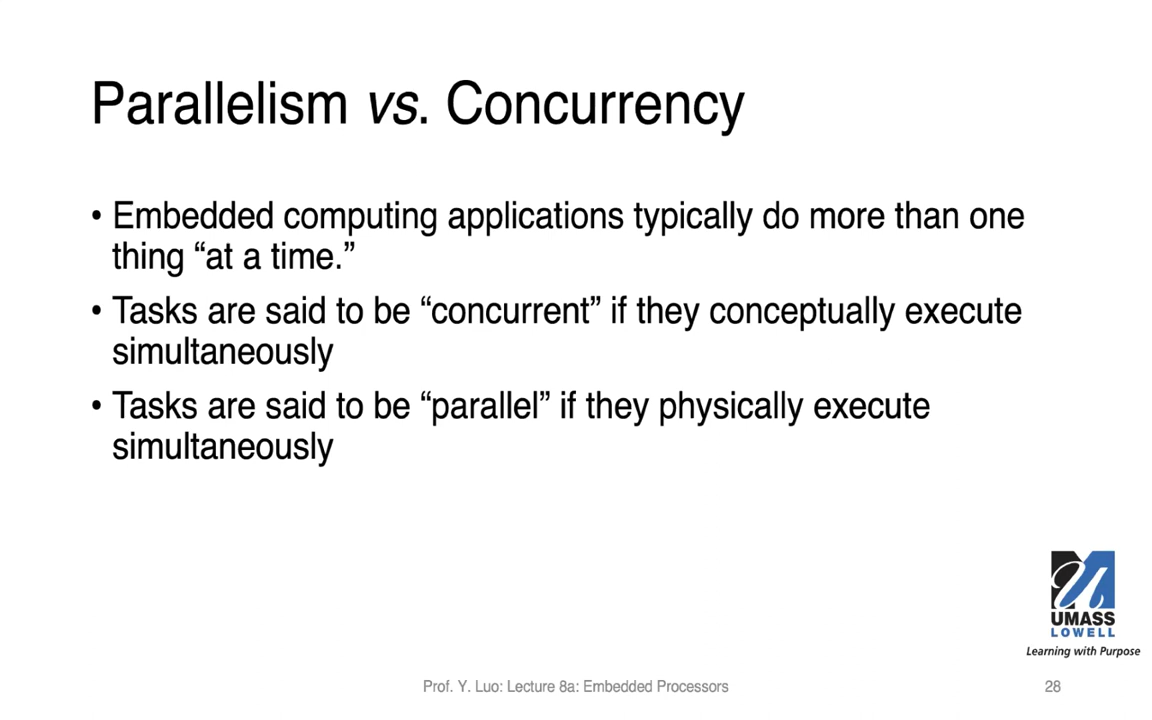 Parallelism vs. Concurrency
• Embedded computing applications typically do more than one
thing “at a time.”
• Tasks are said to be “concurrent” if they conceptually execute
simultaneously
• Tasks are said to be “parallel” if they physically execute
simultaneously
UMASS
LOWELL
Learning with Purpose
Prof. Y. Luo: Lecture 8a: Embedded Processors
28